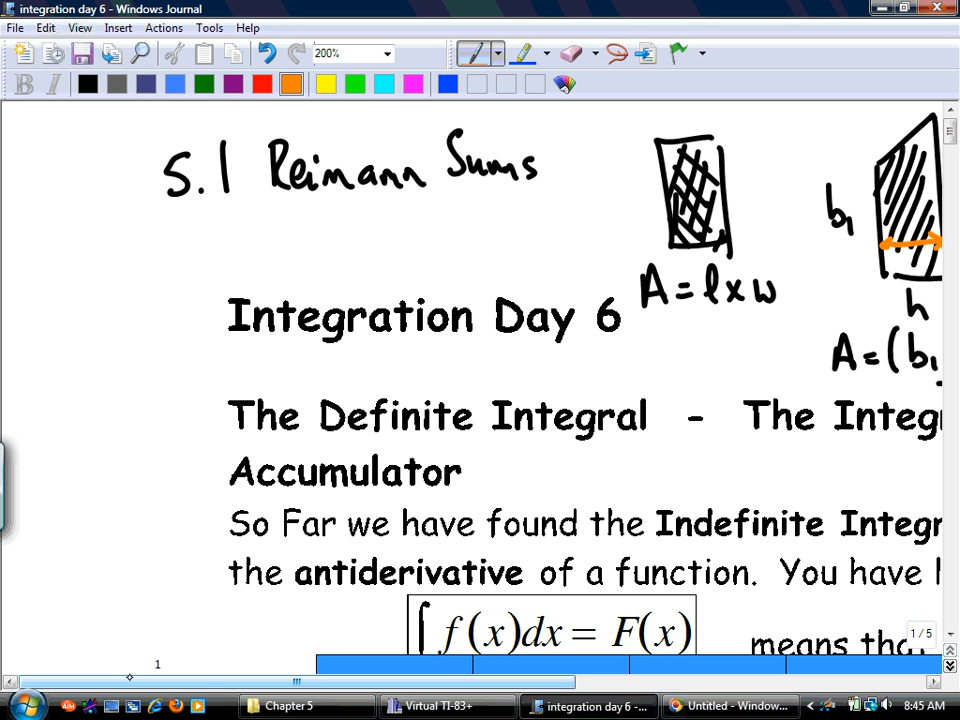 integration day 6 - Windows Journal
File Edit View Insert Actions Tools Help
200%
B I
5.1 Reimann Sums
b1
A = l x w
h
A = (b1
Integration Day 6
The Definite Integral - The Integ
Accumulator
So Far we have found the Indefinite Integr
the antiderivative of a function. You have
∫ f(x)dx = F(x) means that
1 / 5
1
Chapter 5 Virtual TI-83+ integration day 6 -... Untitled - Wordpres... 8:45 AM